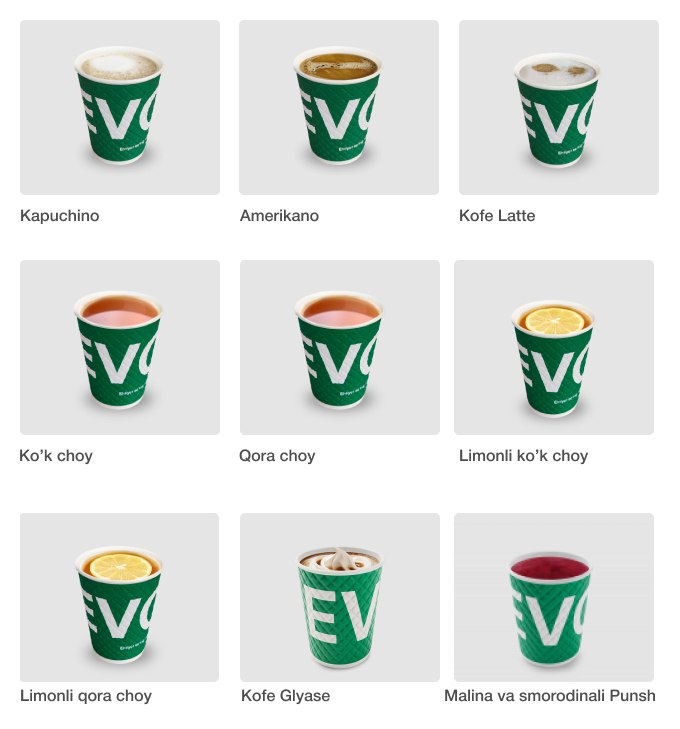 EVO
EVO
EVO
Kapuchino
Amerikano
Kofe Latte
EVO
EVO
EVO
Ko’k choy
Qora choy
Limonli ko’k choy
EVO
EV
EVO
Limonli qora choy
Kofe Glyase
Malina va smorodinali Punsh